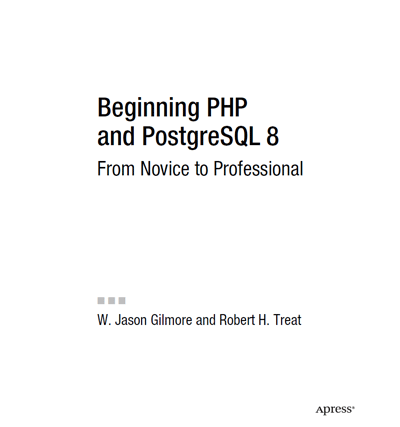 Beginning PHP
and PostgreSQL 8
From Novice to Professional
W. Jason Gilmore and Robert H. Treat
Apress®